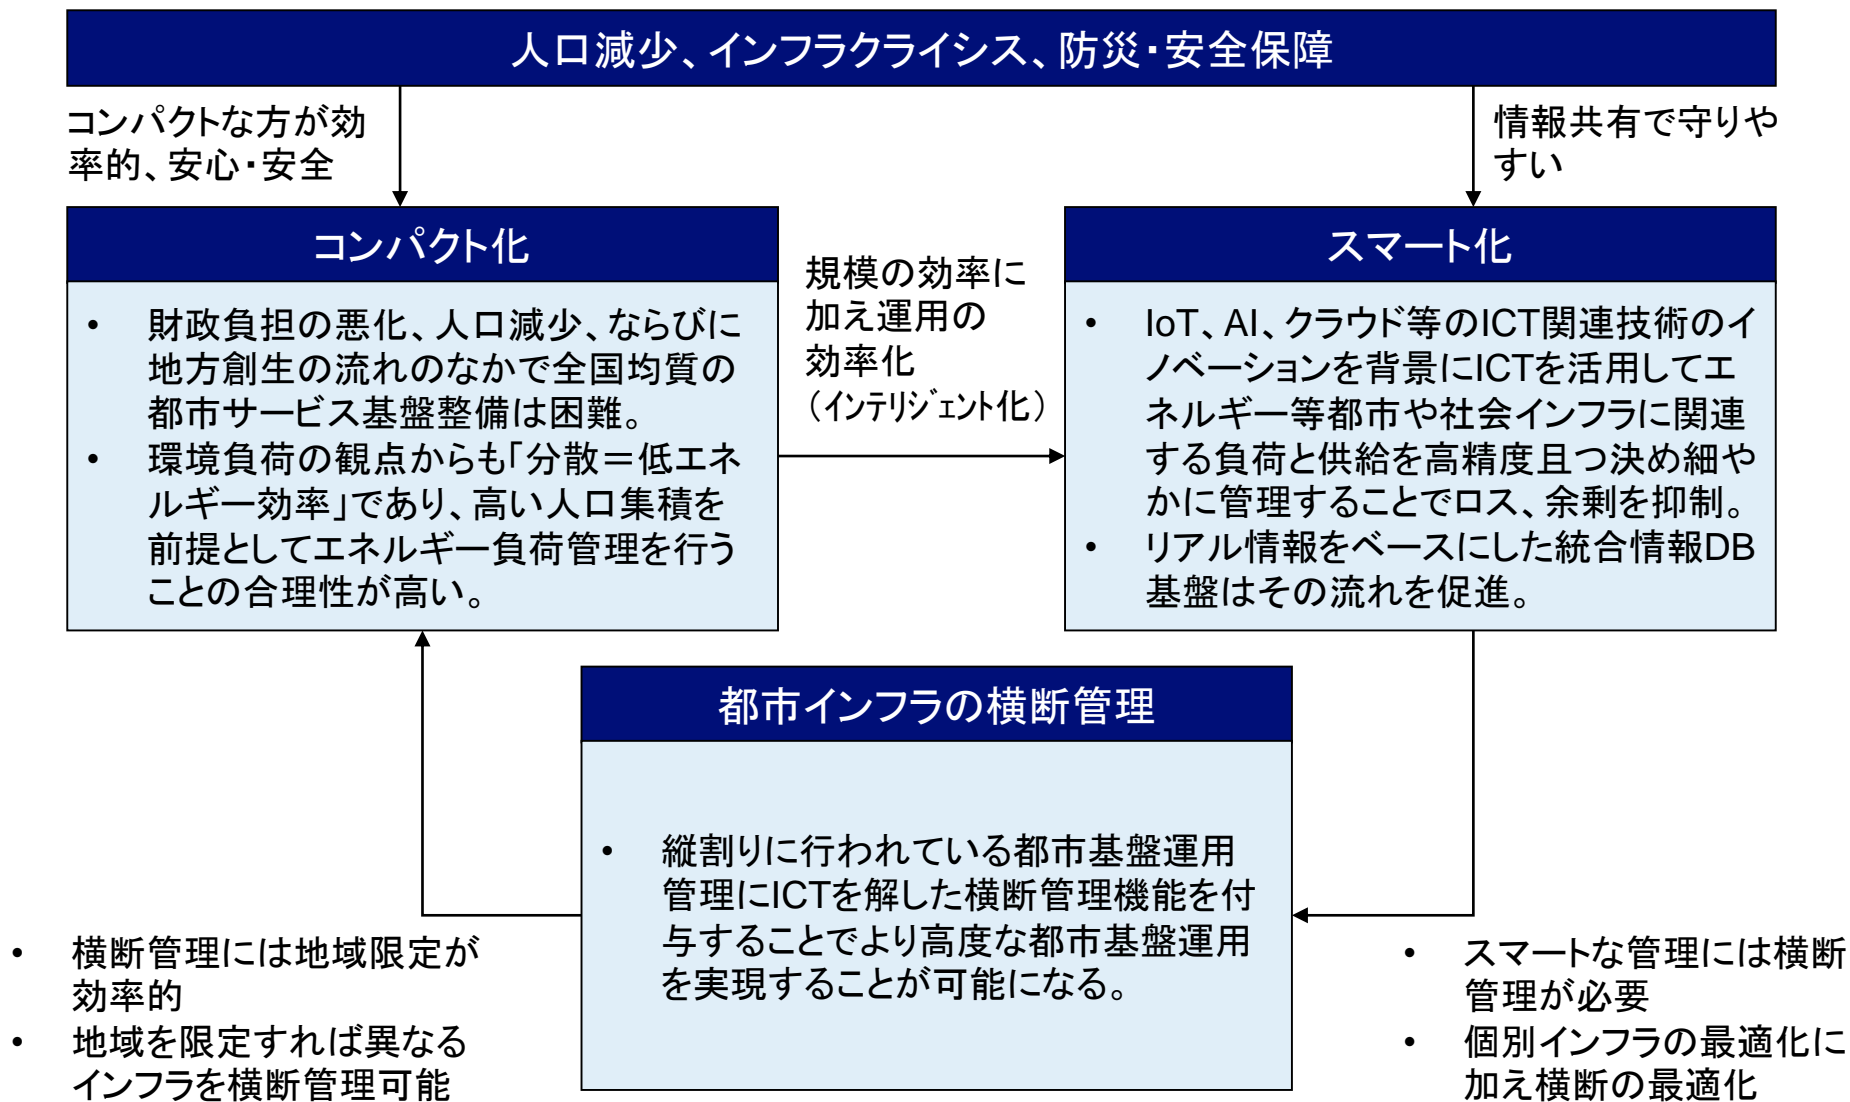 人口減少、インフラクライシス、防災・安全保障
コンパクトな方が効
率的、安心・安全
情報共有で守りや
すい
コンパクト化
• 財政負担の悪化、人口減少、ならびに
地方創生の流れのなかで全国均質の
都市サービス基盤整備は困難。
• 環境負荷の観点からも「分散＝低エネ
ルギー効率」であり、高い人口集積を
前提としてエネルギー負荷管理を行う
ことの合理性が高い。
規模の効率に
加え運用の
効率化
（インテリジェント化）
スマート化
• IoT、AI、クラウド等のICT関連技術のイ
ノベーションを背景にICTを活用してエ
ネルギー等都市や社会インフラに関連
する負荷と供給を高精度且つ決め細や
かに管理することでロス、余剰を抑制。
• リアル情報をベースにした統合情報DB
基盤はその流れを促進。
都市インフラの横断管理
• 縦割りに行われている都市基盤運用
管理にICTを解した横断管理機能を付
与することでより高度な都市基盤運用
を実現することが可能になる。
• 横断管理には地域限定が
効率的
• 地域を限定すれば異なる
インフラを横断管理可能
• スマートな管理には横断
管理が必要
• 個別インフラの最適化に
加え横断の最適化